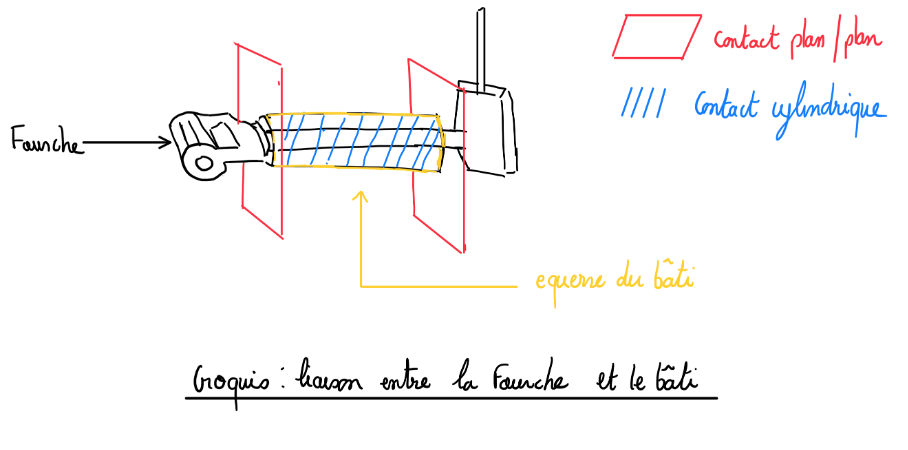 contact plan/plan
Contact cylindrique
Fourche
equerre du bâti
Croquis : liaison entre la Fourche et le bâti